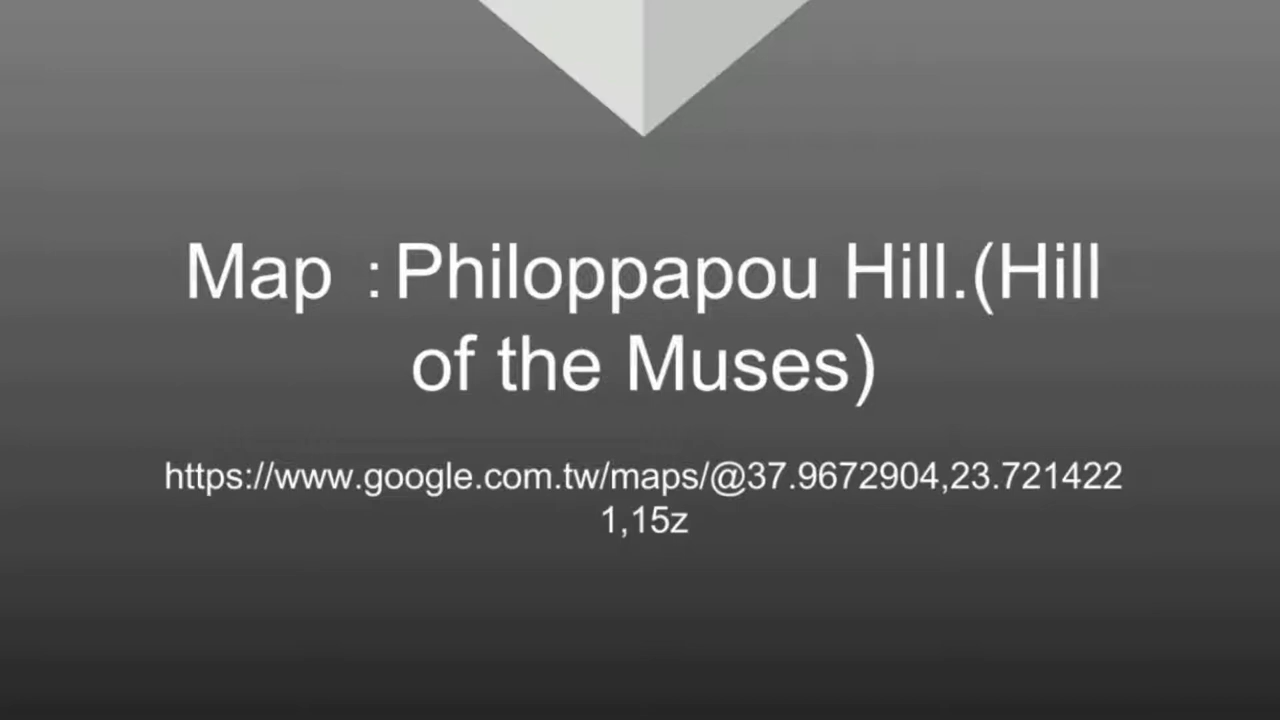 Map ：Philoppapou Hill.(Hill
of the Muses)
https://www.google.com.tw/maps/@37.9672904,23.721422
1,15z